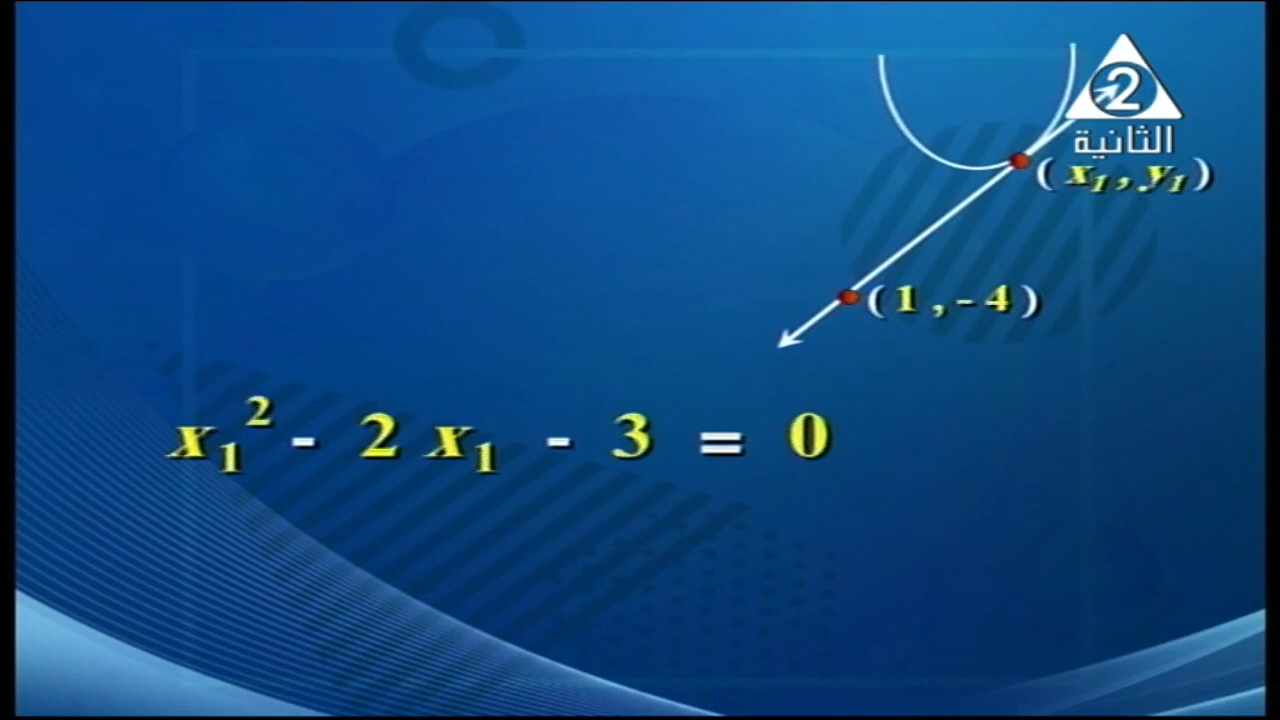 2
الثانية
(x₁, y₁)
(1, -4)
x₁² - 2 x₁ - 3 = 0